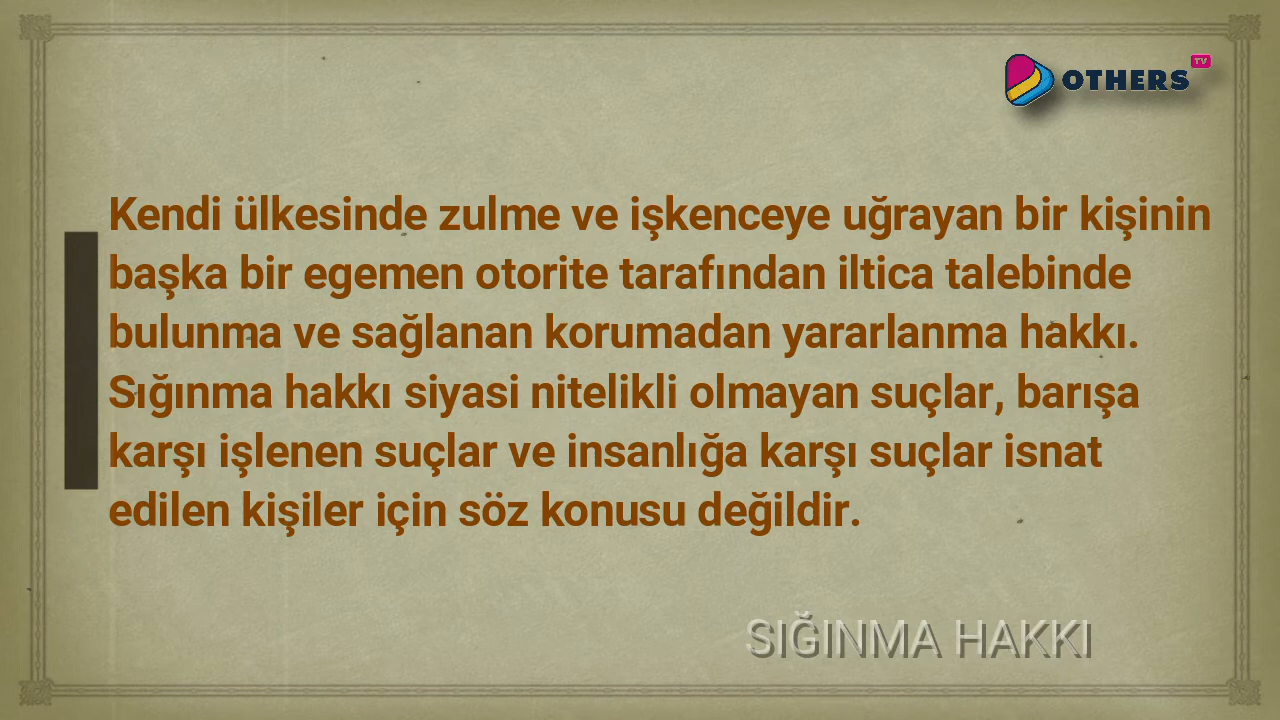 OTHERS TV
Kendi ülkesinde zulme ve işkenceye uğrayan bir kişinin
başka bir egemen otorite tarafından iltica talebinde
bulunma ve sağlanan korumadan yararlanma hakkı.
Sığınma hakkı siyasi nitelikli olmayan suçlar, barışa
karşı işlenen suçlar ve insanlığa karşı suçlar isnat
edilen kişiler için söz konusu değildir.
SIĞINMA HAKKI